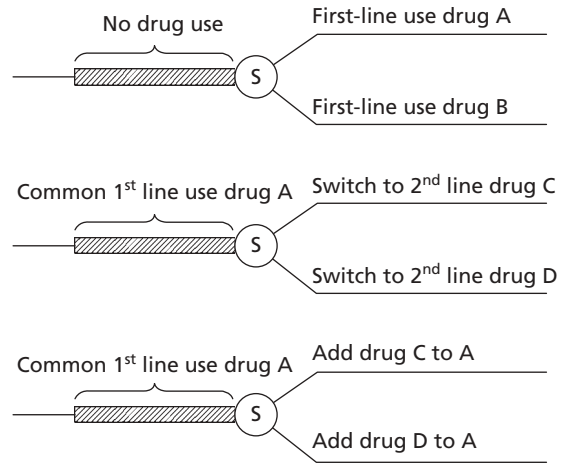 No drug use
First-line use drug A
S
First-line use drug B
Common 1st line use drug A
Switch to 2nd line drug C
S
Switch to 2nd line drug D
Common 1st line use drug A
Add drug C to A
S
Add drug D to A